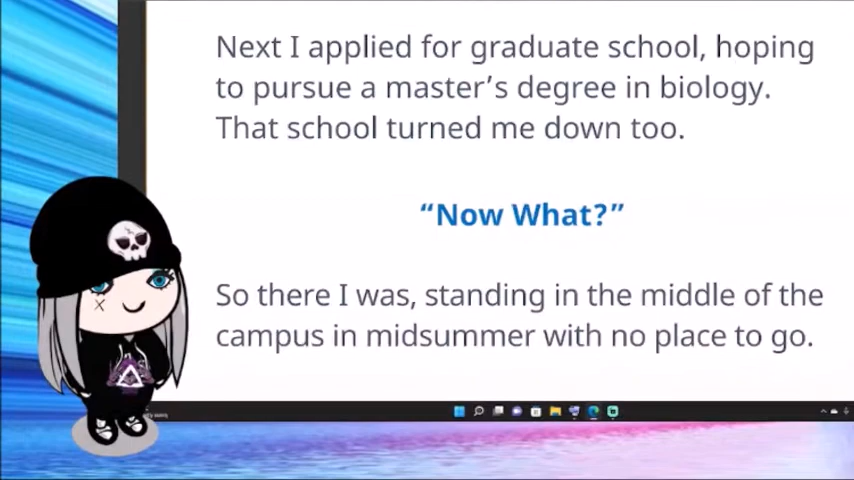 Next I applied for graduate school, hoping
to pursue a master’s degree in biology.
That school turned me down too.
“Now What?”
So there I was, standing in the middle of the
campus in midsummer with no place to go.